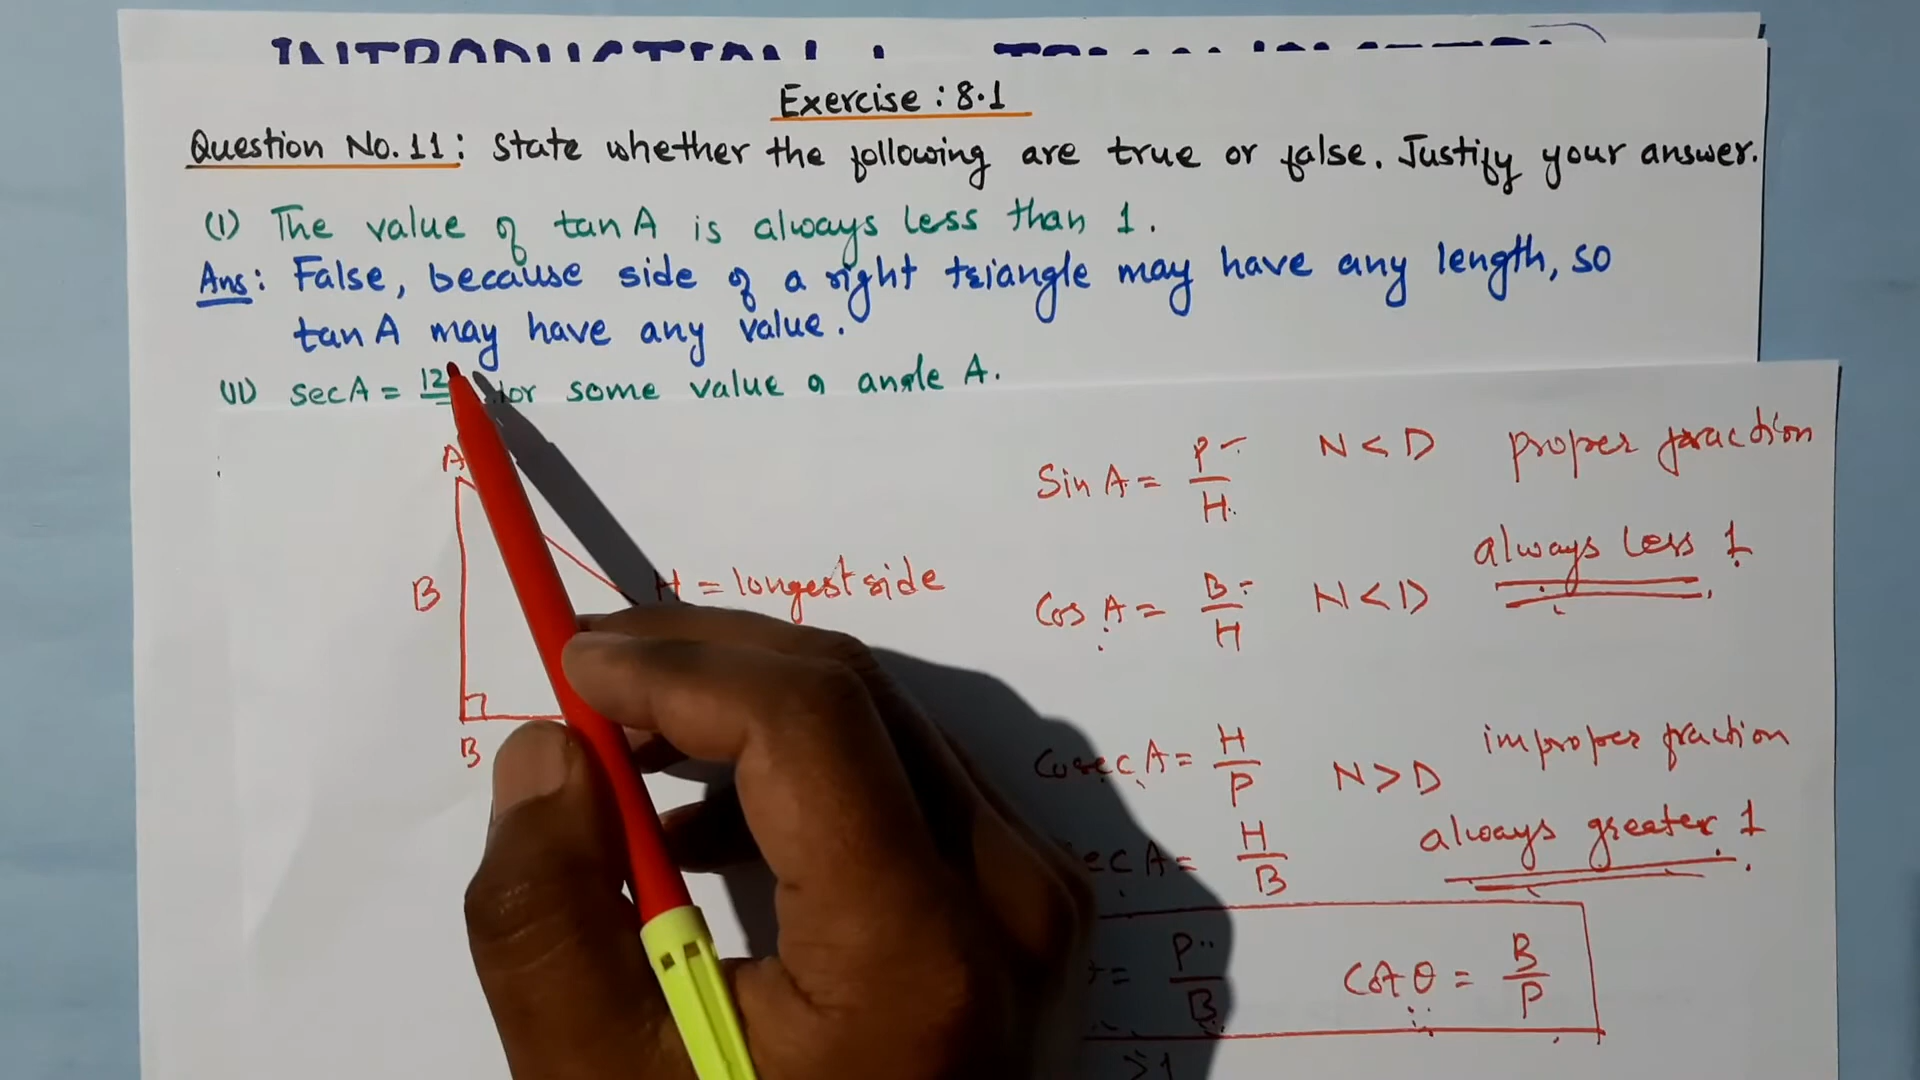 Exercise : 8.1
Question No. 11 : State whether the following are true or false. Justify your answer.
(i) The value of tan A is always less than 1.
Ans : False, because side of a right triangle may have any length, so
tan A may have any value.
(ii) sec A = 12 for some value of angle A.
A
B
H = longest side
B
Sin A = P/H N < D proper fraction
always less 1
Cos A = B/H N < D
Cosec A = H/P N > D improper fraction
always greater 1
Sec A = H/B
= P/B Cot θ = B/P
1